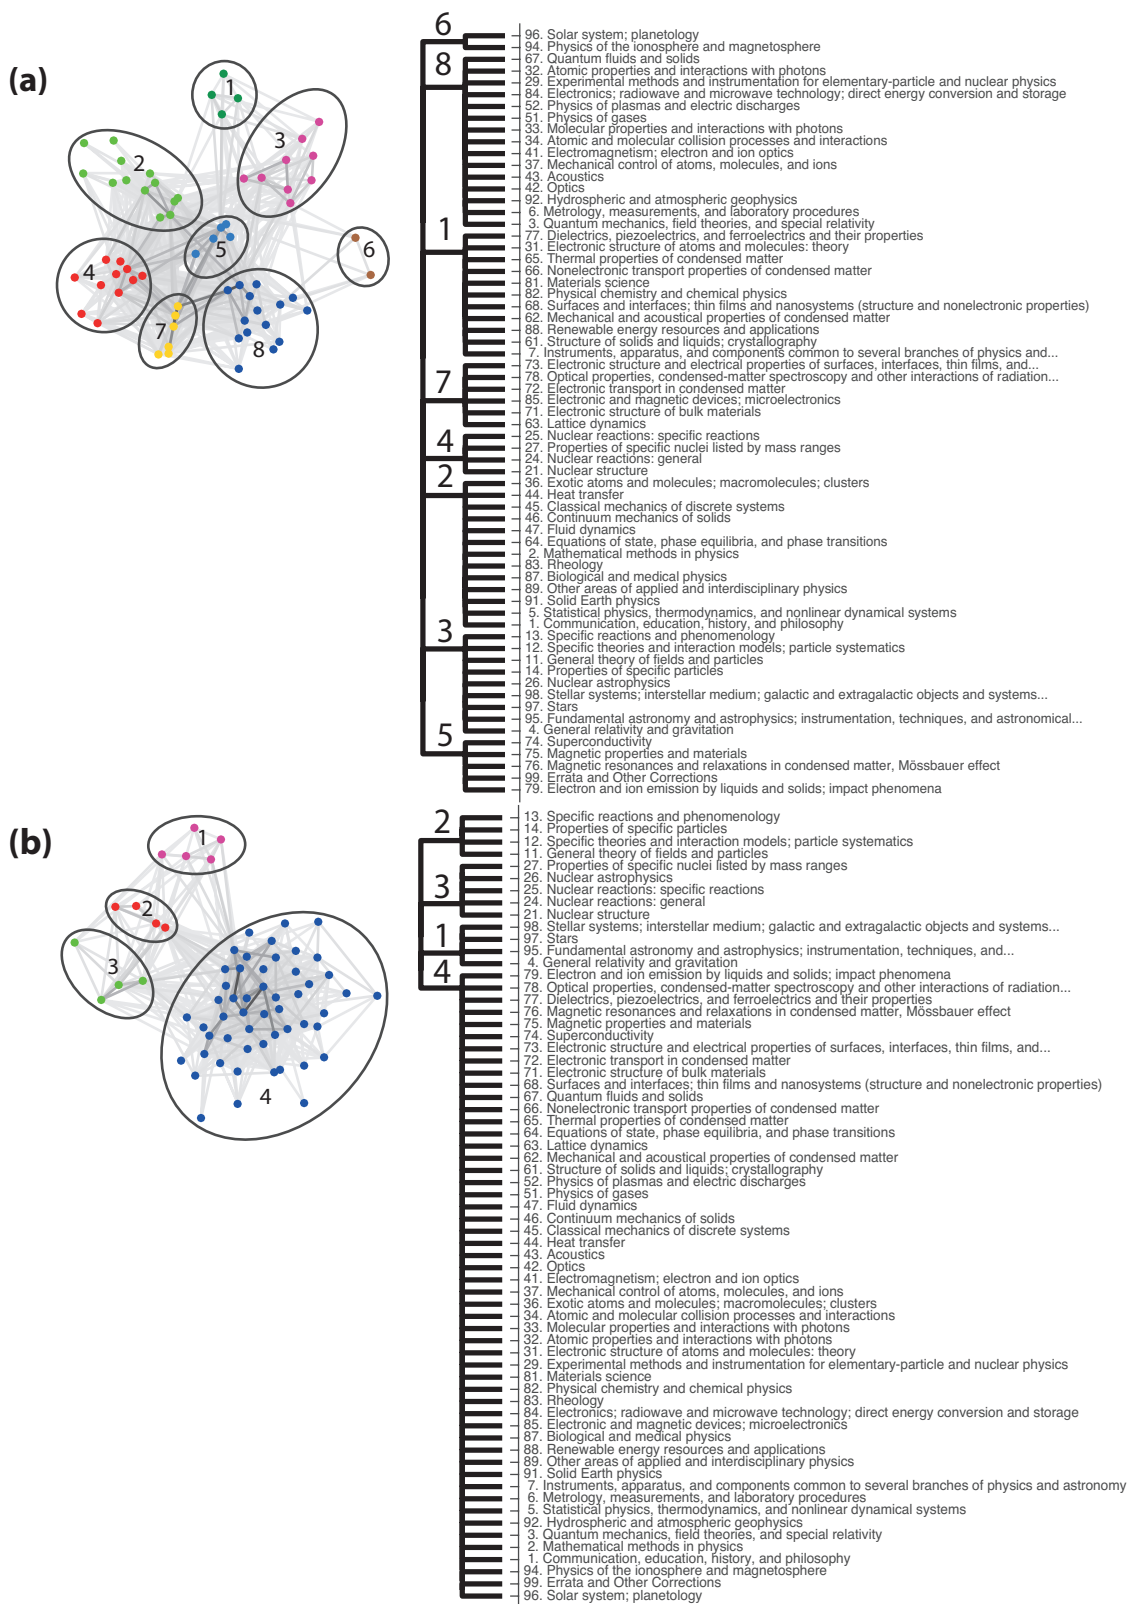 (a)
1
2
3
4
5
6
7
8
6
8
1
7
4
2
3
5
96. Solar system; planetology
94. Physics of the ionosphere and magnetosphere
67. Quantum fluids and solids
32. Atomic properties and interactions with photons
29. Experimental methods and instrumentation for elementary-particle and nuclear physics
84. Electronics; radiowave and microwave technology; direct energy conversion and storage
52. Physics of plasmas and electric discharges
51. Physics of gases
33. Molecular properties and interactions with photons
34. Atomic and molecular collision processes and interactions
41. Electromagnetism; electron and ion optics
37. Mechanical control of atoms, molecules, and ions
43. Acoustics
42. Optics
92. Hydrospheric and atmospheric geophysics
6. Metrology, measurements, and laboratory procedures
3. Quantum mechanics, field theories, and special relativity
77. Dielectrics, piezoelectrics, and ferroelectrics and their properties
31. Electronic structure of atoms and molecules: theory
65. Thermal properties of condensed matter
66. Nonelectronic transport properties of condensed matter
81. Materials science
82. Physical chemistry and chemical physics
68. Surfaces and interfaces; thin films and nanosystems (structure and nonelectronic properties)
62. Mechanical and acoustical properties of condensed matter
88. Renewable energy resources and applications
61. Structure of solids and liquids; crystallography
7. Instruments, apparatus, and components common to several branches of physics and...
73. Electronic structure and electrical properties of surfaces, interfaces, thin films, and...
78. Optical properties, condensed-matter spectroscopy and other interactions of radiation...
72. Electronic transport in condensed matter
85. Electronic and magnetic devices; microelectronics
71. Electronic structure of bulk materials
63. Lattice dynamics
25. Nuclear reactions: specific reactions
27. Properties of specific nuclei listed by mass ranges
24. Nuclear reactions: general
21. Nuclear structure
36. Exotic atoms and molecules; macromolecules; clusters
44. Heat transfer
45. Classical mechanics of discrete systems
46. Continuum mechanics of solids
47. Fluid dynamics
64. Equations of state, phase equilibria, and phase transitions
2. Mathematical methods in physics
83. Rheology
87. Biological and medical physics
89. Other areas of applied and interdisciplinary physics
91. Solid Earth physics
5. Statistical physics, thermodynamics, and nonlinear dynamical systems
1. Communication, education, history, and philosophy
13. Specific reactions and phenomenology
12. Specific theories and interaction models; particle systematics
11. General theory of fields and particles
14. Properties of specific particles
26. Nuclear astrophysics
98. Stellar systems; interstellar medium; galactic and extragalactic objects and systems...
97. Stars
95. Fundamental astronomy and astrophysics; instrumentation, techniques, and astronomical...
4. General relativity and gravitation
74. Superconductivity
75. Magnetic properties and materials
76. Magnetic resonances and relaxations in condensed matter, Mössbauer effect
99. Errata and Other Corrections
79. Electron and ion emission by liquids and solids; impact phenomena
(b)
1
2
3
4
2
3
1
4
13. Specific reactions and phenomenology
14. Properties of specific particles
12. Specific theories and interaction models; particle systematics
11. General theory of fields and particles
27. Properties of specific nuclei listed by mass ranges
26. Nuclear astrophysics
25. Nuclear reactions: specific reactions
24. Nuclear reactions: general
21. Nuclear structure
98. Stellar systems; interstellar medium; galactic and extragalactic objects and systems...
97. Stars
95. Fundamental astronomy and astrophysics; instrumentation, techniques, and...
4. General relativity and gravitation
79. Electron and ion emission by liquids and solids; impact phenomena
78. Optical properties, condensed-matter spectroscopy and other interactions of radiation...
77. Dielectrics, piezoelectrics, and ferroelectrics and their properties
76. Magnetic resonances and relaxations in condensed matter, Mössbauer effect
75. Magnetic properties and materials
74. Superconductivity
73. Electronic structure and electrical properties of surfaces, interfaces, thin films, and...
72. Electronic transport in condensed matter
71. Electronic structure of bulk materials
68. Surfaces and interfaces; thin films and nanosystems (structure and nonelectronic properties)
67. Quantum fluids and solids
66. Nonelectronic transport properties of condensed matter
65. Thermal properties of condensed matter
64. Equations of state, phase equilibria, and phase transitions
63. Lattice dynamics
62. Mechanical and acoustical properties of condensed matter
61. Structure of solids and liquids; crystallography
52. Physics of plasmas and electric discharges
51. Physics of gases
47. Fluid dynamics
46. Continuum mechanics of solids
45. Classical mechanics of discrete systems
44. Heat transfer
43. Acoustics
42. Optics
41. Electromagnetism; electron and ion optics
37. Mechanical control of atoms, molecules, and ions
36. Exotic atoms and molecules; macromolecules; clusters
34. Atomic and molecular collision processes and interactions
33. Molecular properties and interactions with photons
32. Atomic properties and interactions with photons
31. Electronic structure of atoms and molecules: theory
29. Experimental methods and instrumentation for elementary-particle and nuclear physics
81. Materials science
82. Physical chemistry and chemical physics
83. Rheology
84. Electronics; radiowave and microwave technology; direct energy conversion and storage
85. Electronic and magnetic devices; microelectronics
87. Biological and medical physics
88. Renewable energy resources and applications
89. Other areas of applied and interdisciplinary physics
91. Solid Earth physics
7. Instruments, apparatus, and components common to several branches of physics and astronomy
6. Metrology, measurements, and laboratory procedures
5. Statistical physics, thermodynamics, and nonlinear dynamical systems
92. Hydrospheric and atmospheric geophysics
3. Quantum mechanics, field theories, and special relativity
2. Mathematical methods in physics
1. Communication, education, history, and philosophy
94. Physics of the ionosphere and magnetosphere
99. Errata and Other Corrections
96. Solar system; planetology